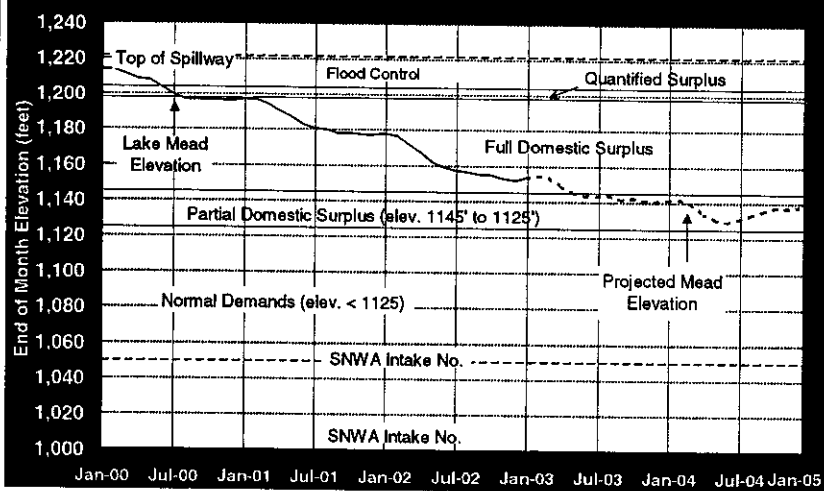 End of Month Elevation (feet)
1,240
1,220
1,200
1,180
1,160
1,140
1,120
1,100
1,080
1,060
1,040
1,020
1,000
Top of Spillway
Flood Control
Quantified Surplus
Lake Mead
Elevation
Full Domestic Surplus
Partial Domestic Surplus (elev. 1145' to 1125')
Projected Mead
Elevation
Normal Demands (elev. < 1125)
SNWA Intake No.
SNWA Intake No.
Jan-00 Jul-00 Jan-01 Jul-01 Jan-02 Jul-02 Jan-03 Jul-03 Jan-04 Jul-04 Jan-05